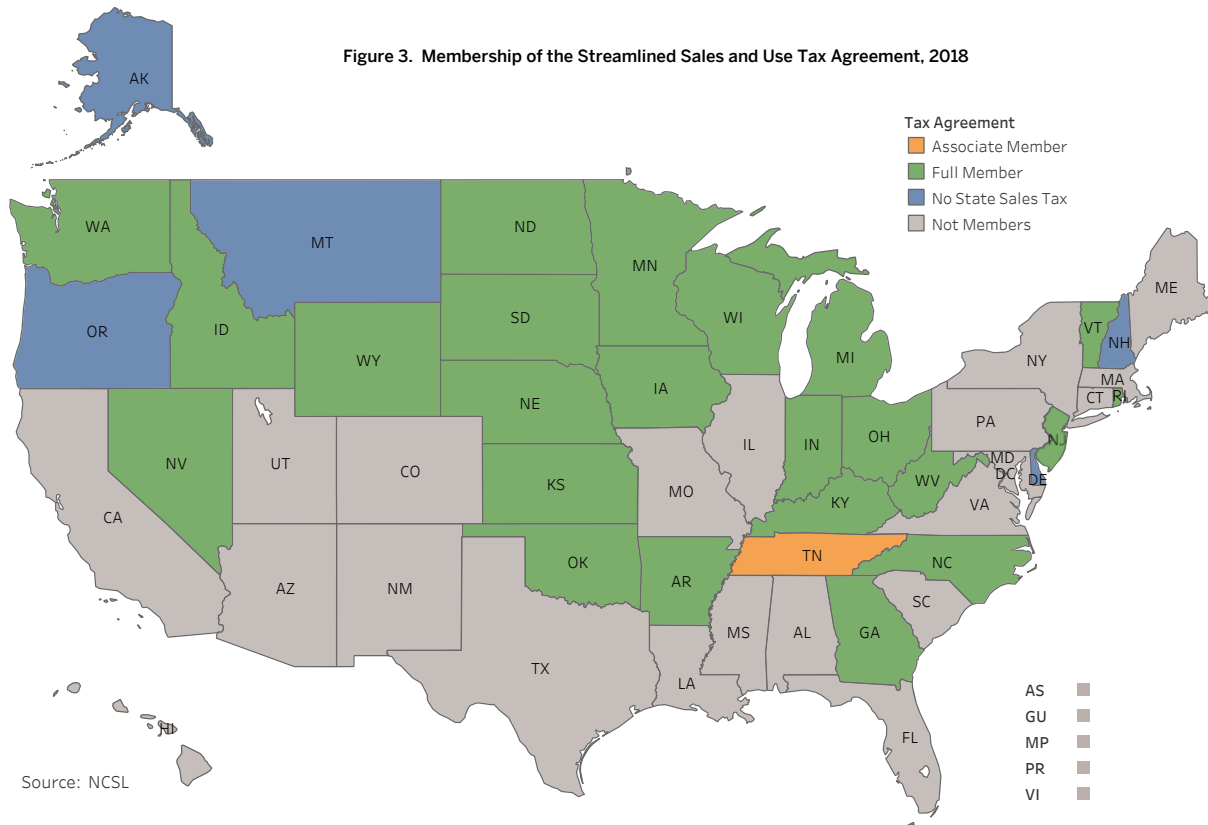 Figure 3. Membership of the Streamlined Sales and Use Tax Agreement, 2018
AK
Tax Agreement
Associate Member
Full Member
No State Sales Tax
Not Members
WA
MT
ND
MN
OR
ID
WY
SD
WI
MI
NY
VT
NH
ME
MA
CT
RI
NV
UT
CO
NE
IA
IL
IN
OH
PA
NJ
CA
KS
MO
KY
WV
MD
DC
DE
VA
AZ
NM
OK
AR
TN
NC
TX
LA
MS
AL
GA
SC
FL
HI
AS
GU
MP
PR
VI
Source: NCSL